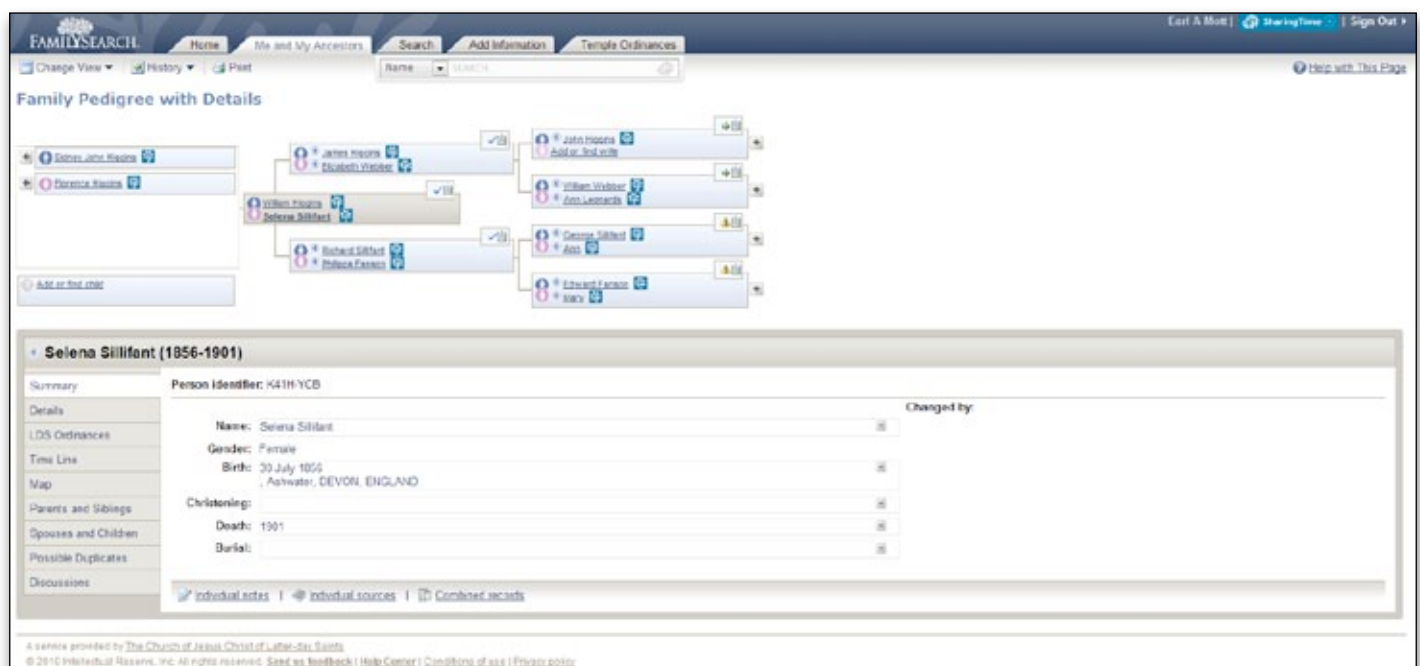 Earl A Mott | SharingTime | Sign Out
FAMILYSEARCH.
Home Me and My Ancestors Search Add Information Temple Ordinances
Change View History Print Name SEARCH Help with This Page
Family Pedigree with Details
John Higgins
Add or find wife
James Higgins
Elizabeth Webber
Sidney John Higgins
Florence Higgins
William Webber
Ann Leonards
William Higgins
Selena Sillifant
George Sillifant
Ann
Richard Sillifant
Philippa Fanson
Add or find child
Edward Fanson
Mary
Selena Sillifant (1856-1901)
Summary
Person identifier: K41H-YCB
Details
Changed by:
Name: Selena Sillifant
LDS Ordinances
Gender: Female
Time Line
Birth: 30 July 1856
, Ashwater, DEVON, ENGLAND
Map
Christening:
Parents and Siblings
Death: 1901
Spouses and Children
Burial:
Possible Duplicates
Discussions
Individual notes | Individual sources | Combined records
A service provided by The Church of Jesus Christ of Latter-day Saints
© 2010 Intellectual Reserve, Inc. All rights reserved. Send us feedback | Help Center | Conditions of use | Privacy policy